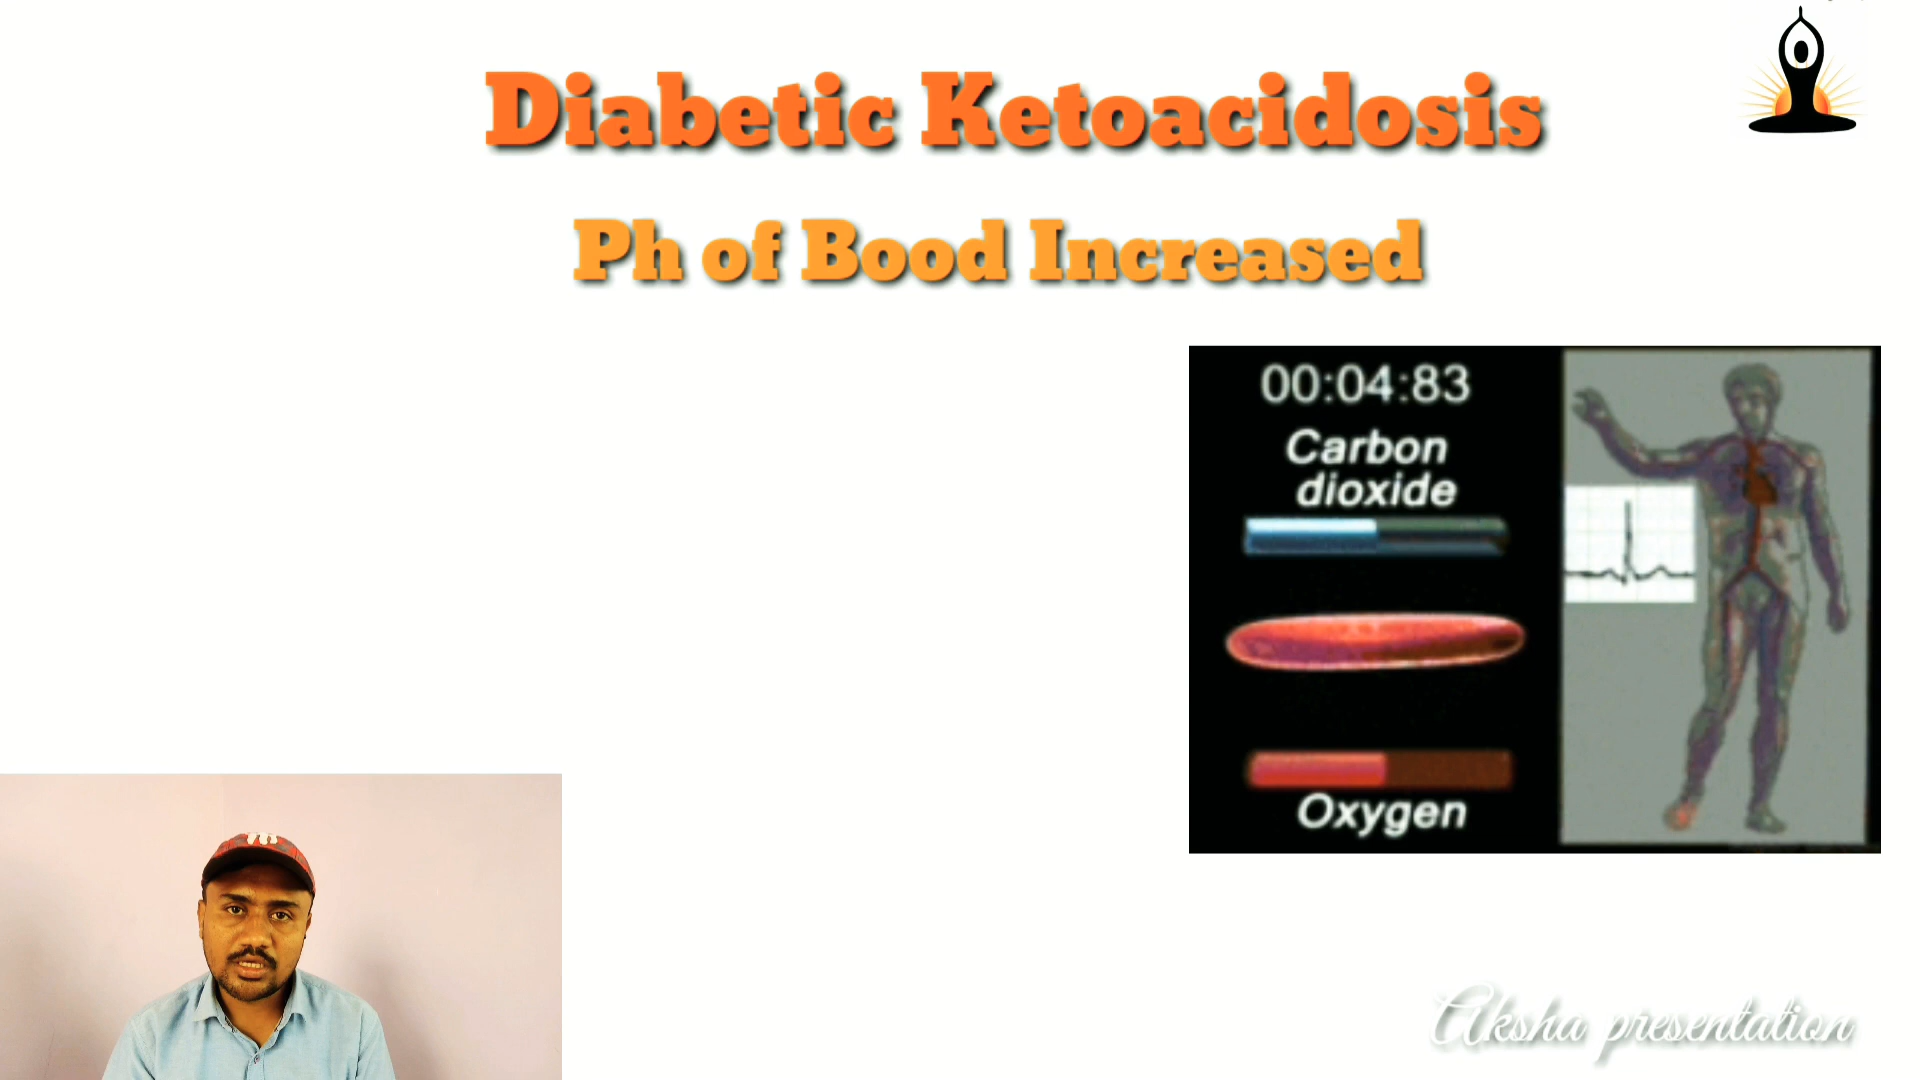 Diabetic Ketoacidosis
Ph of Bood Increased
00:04:83
Carbon
dioxide
Oxygen
Aksha presentation